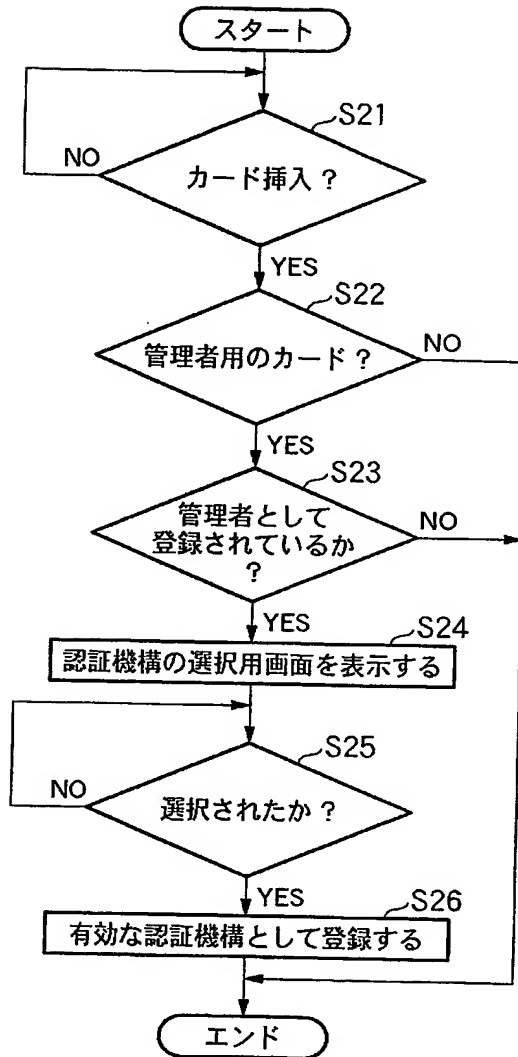 スタート
S21
NO
カード挿入?
YES
S22
管理者用のカード?
NO
YES
S23
管理者として
登録されているか
?
NO
YES
S24
認証機構の選択用画面を表示する
S25
NO
選択されたか?
YES
S26
有効な認証機構として登録する
エンド